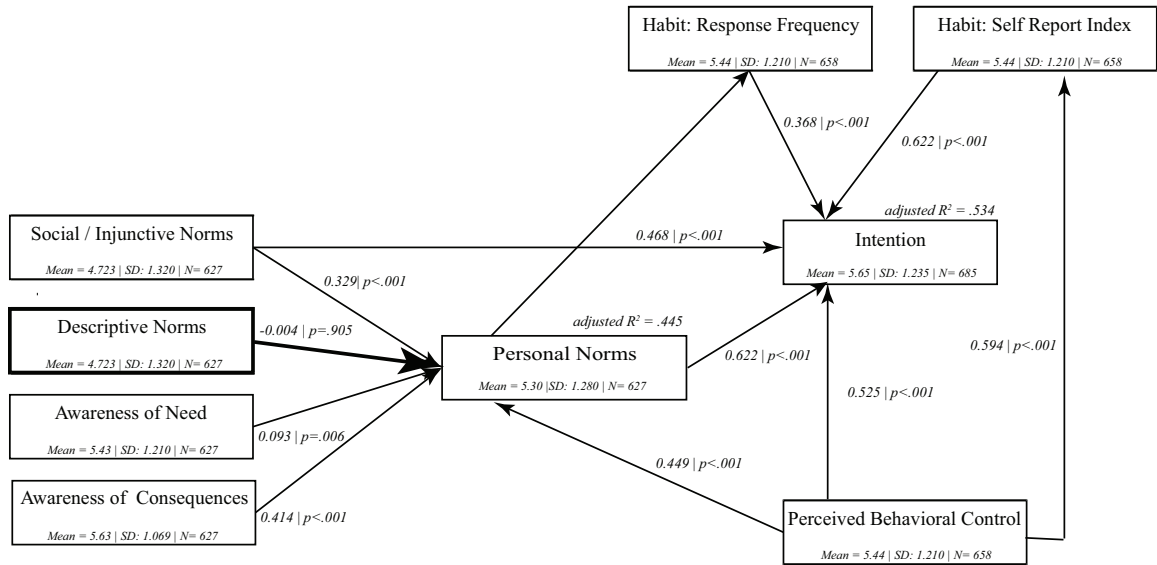 Habit: Response Frequency
Mean = 5.44 | SD: 1.210 | N= 658
Habit: Self Report Index
Mean = 5.44 | SD: 1.210 | N= 658
0.368 | p<.001
0.622 | p<.001
adjusted R² = .534
Social / Injunctive Norms
Mean = 4.723 | SD: 1.320 | N= 627
0.468 | p<.001
Intention
Mean = 5.65 | SD: 1.235 | N= 685
0.329| p<.001
Descriptive Norms
Mean = 4.723 | SD: 1.320 | N= 627
-0.004 | p=.905
adjusted R² = .445
Personal Norms
Mean = 5.30 |SD: 1.280 | N= 627
0.622 | p<.001
0.594 | p<.001
0.525 | p<.001
Awareness of Need
Mean = 5.43 | SD: 1.210 | N= 627
0.093 | p=.006
0.449 | p<.001
Awareness of Consequences
Mean = 5.63 | SD: 1.069 | N= 627
0.414 | p<.001
Perceived Behavioral Control
Mean = 5.44 | SD: 1.210 | N= 658